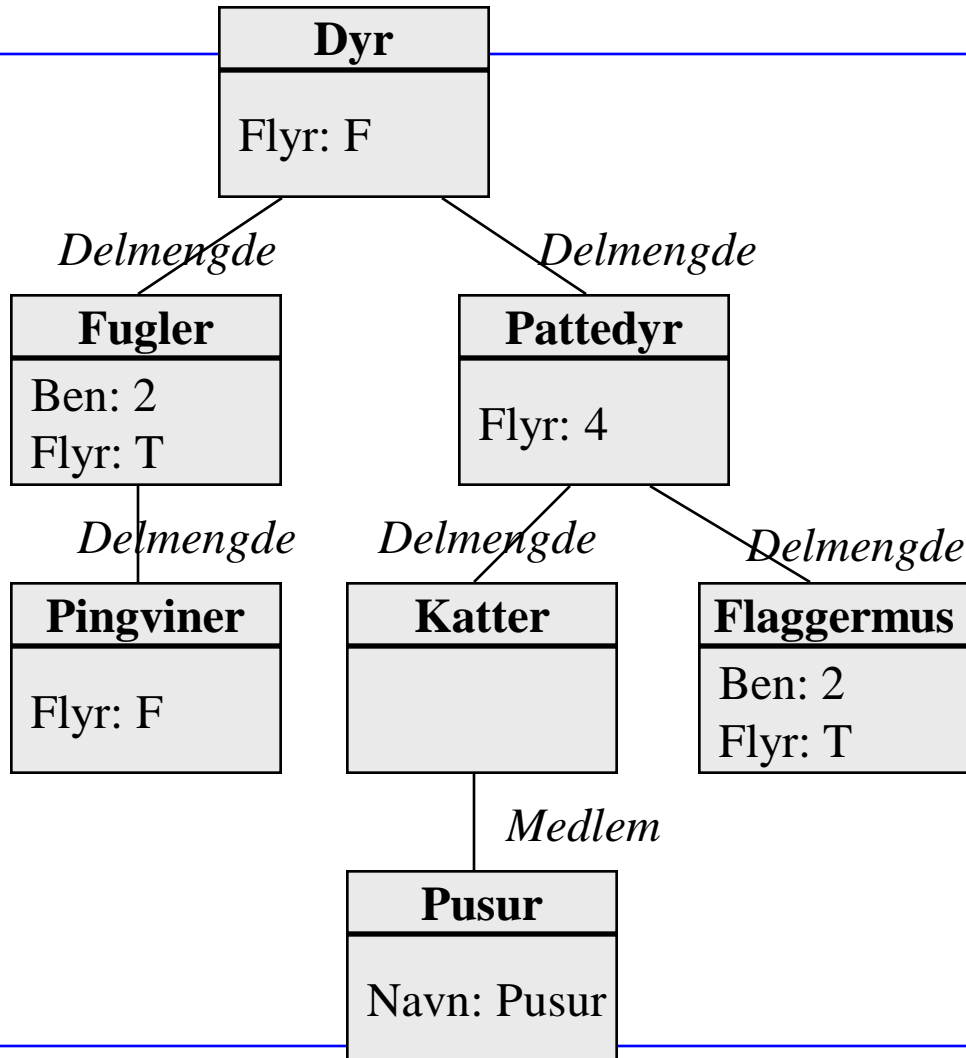 Dyr
Flyr: F
Delmengde
Delmengde
Fugler
Ben: 2
Flyr: T
Pattedyr
Flyr: 4
Delmengde
Delmengde
Delmengde
Pingviner
Flyr: F
Katter
Flaggermus
Ben: 2
Flyr: T
Medlem
Pusur
Navn: Pusur